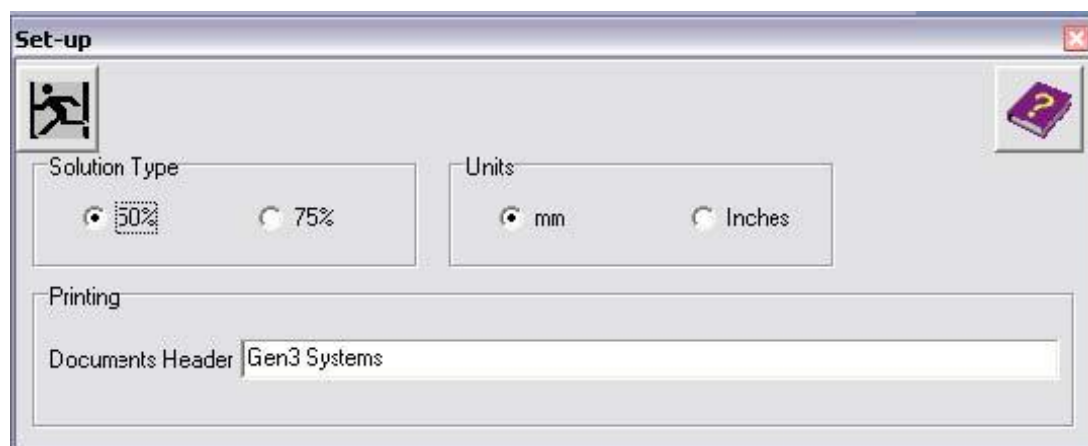 Set-up
?
Solution Type
Units
50%
75%
mm
Inches
Printing
Documents Header Gen3 Systems